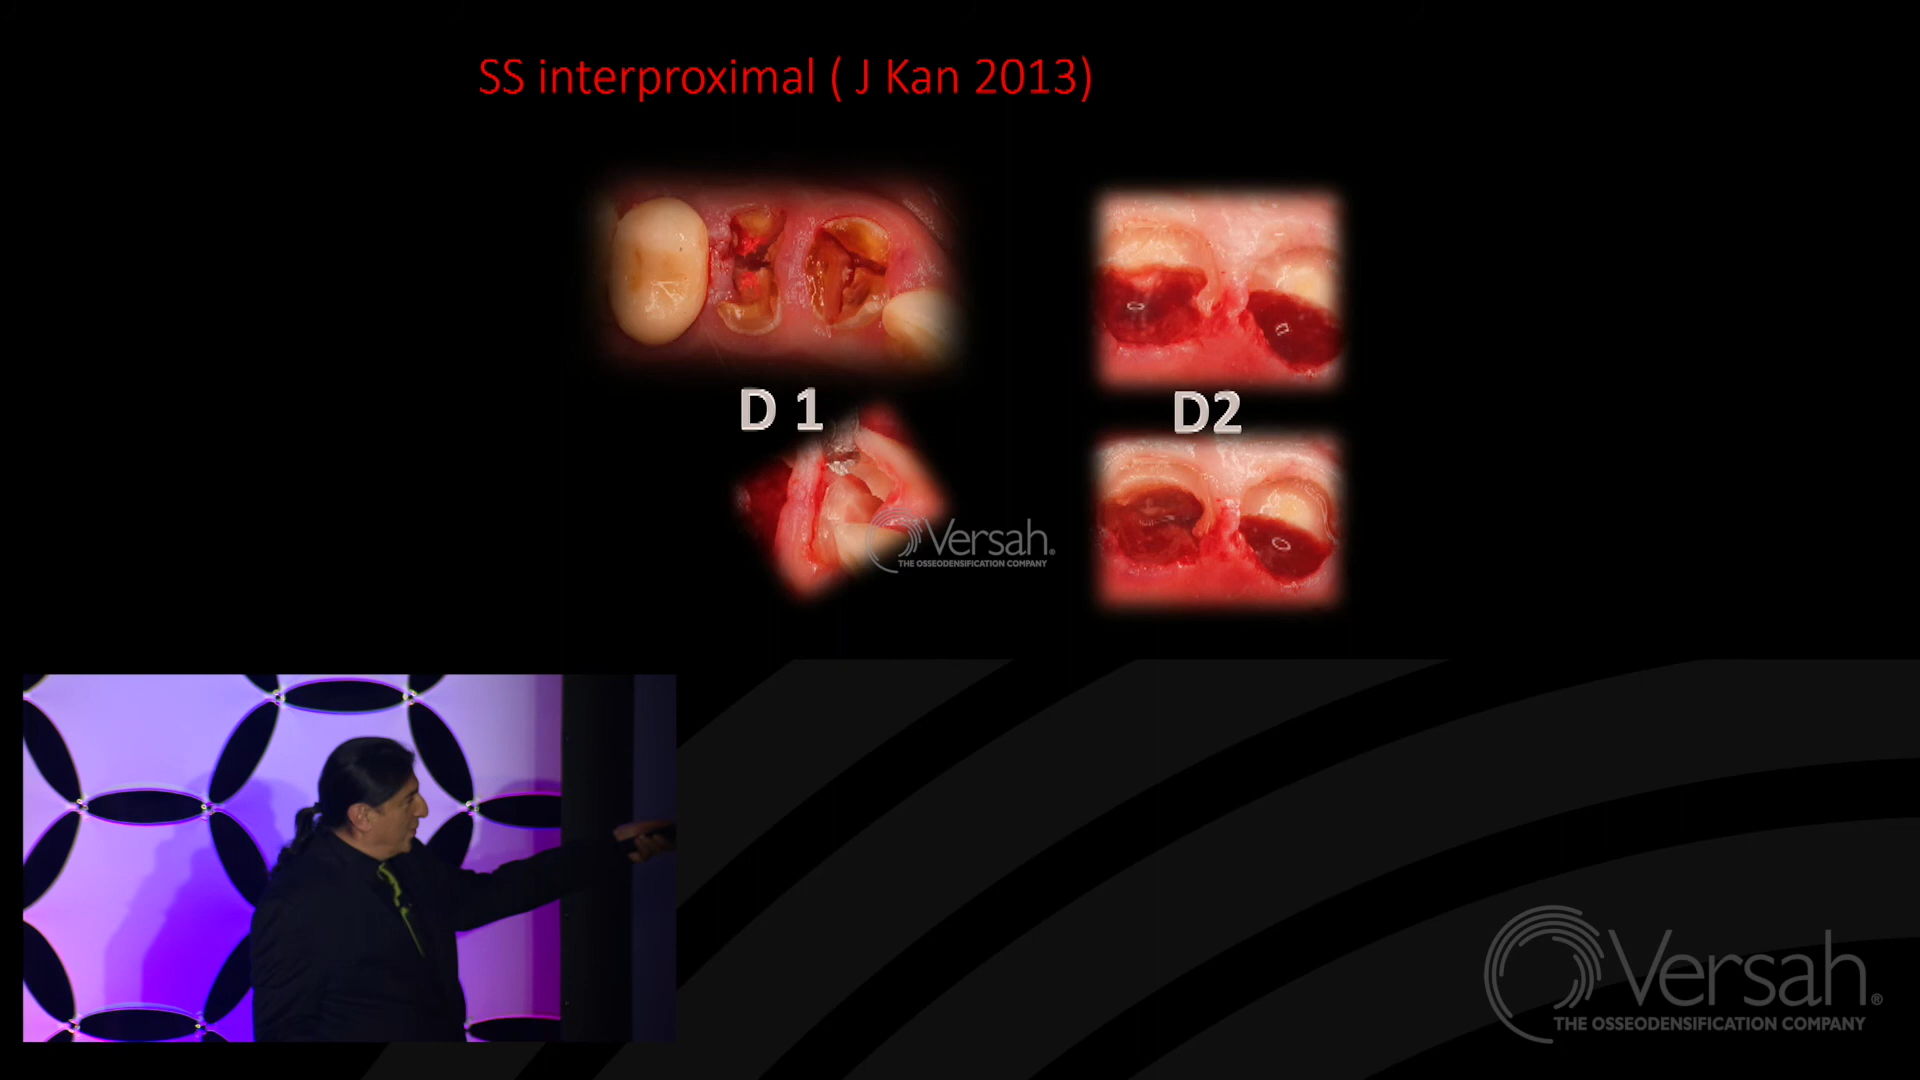 SS interproximal ( J Kan 2013)
D 1
D2
Versah®
THE OSSEODENSIFICATION COMPANY
Versah®
THE OSSEODENSIFICATION COMPANY